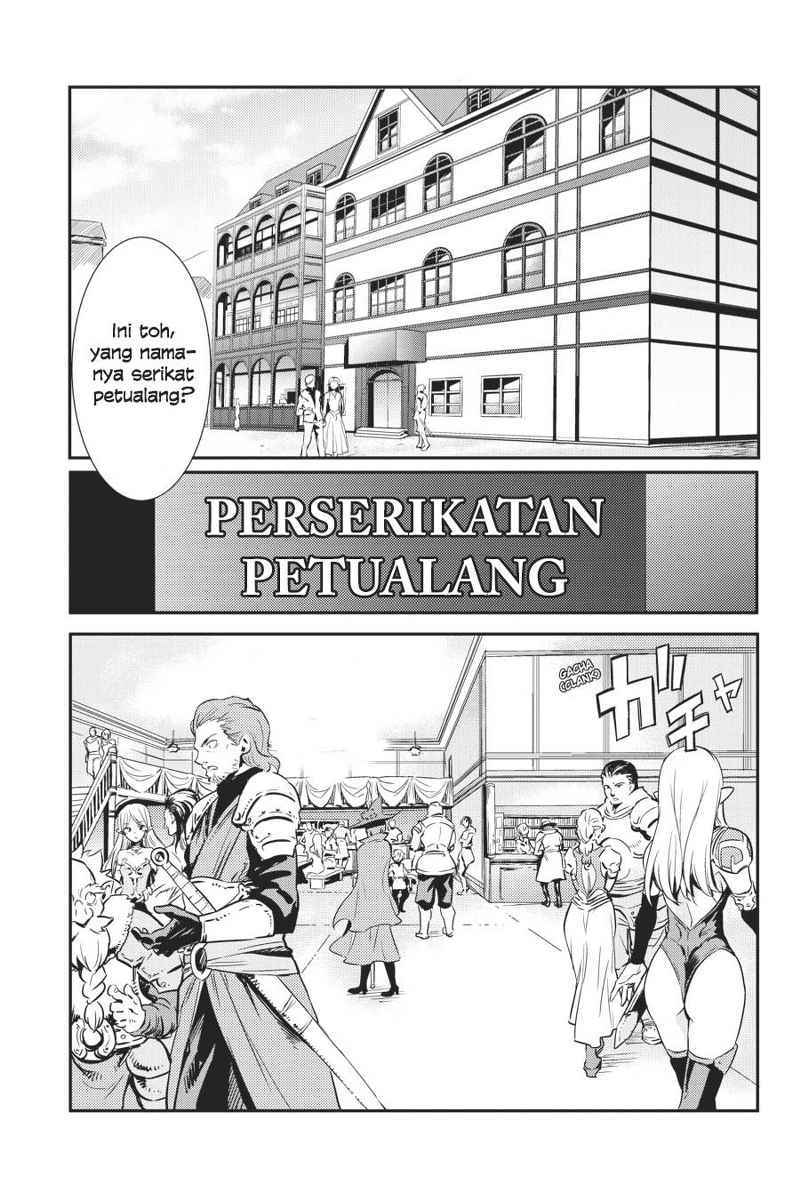 Ini toh,
yang nama-
nya serikat
petualang?
PERSERIKATAN
PETUALANG
GACHA
(CLANK)
ガチャ